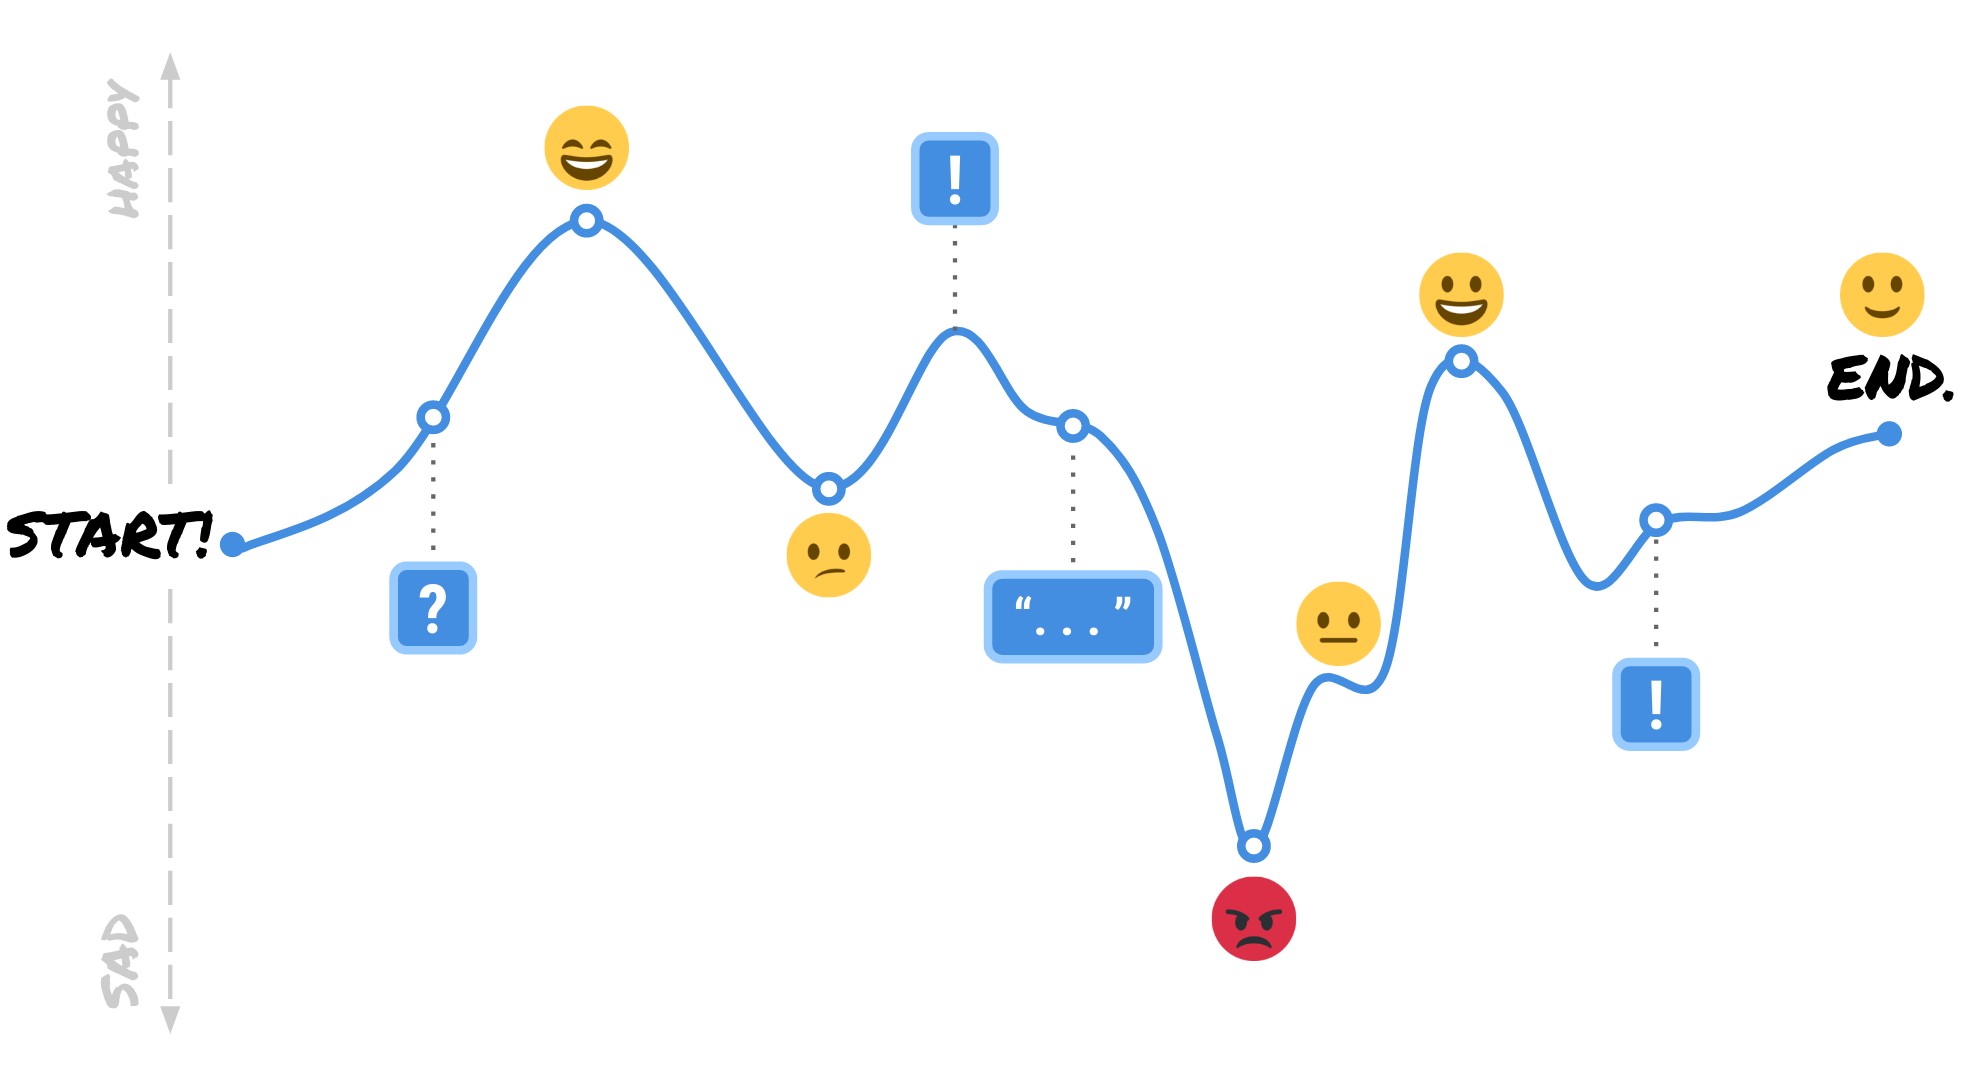 HAPPY
!
START!
END.
?
“...”
!
SAD